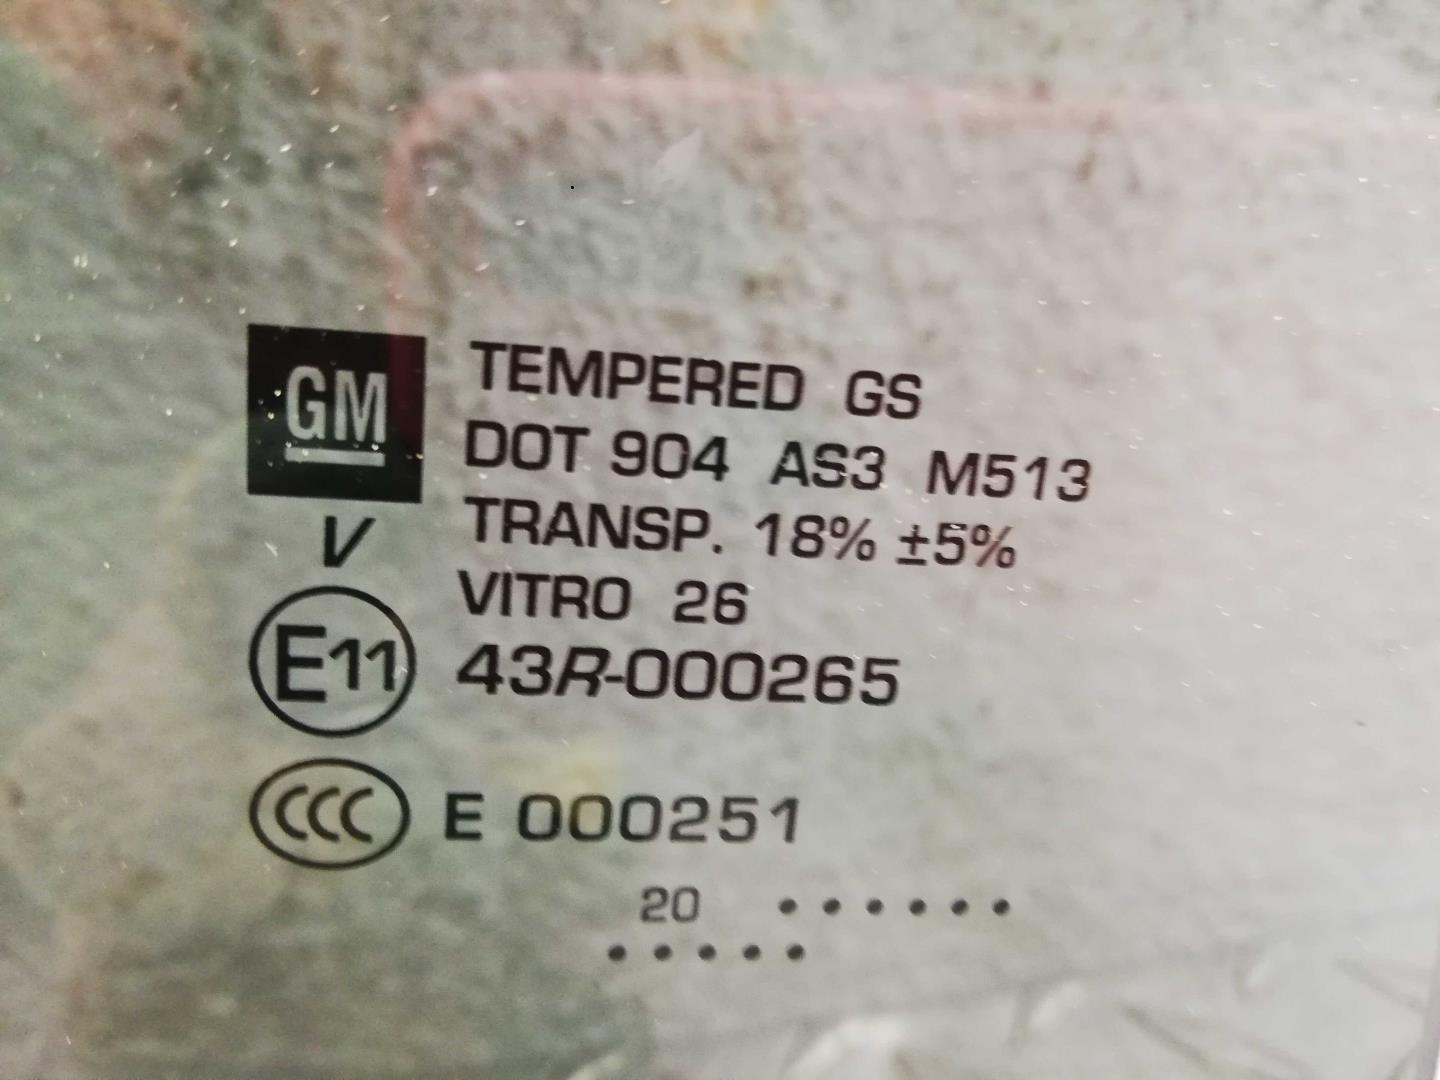 GM
TEMPERED GS
DOT 904 AS3 M513
TRANSP. 18% ±5%
V
VITRO 26
E11 43R-000265
CCC E 000251
20 ······
·····